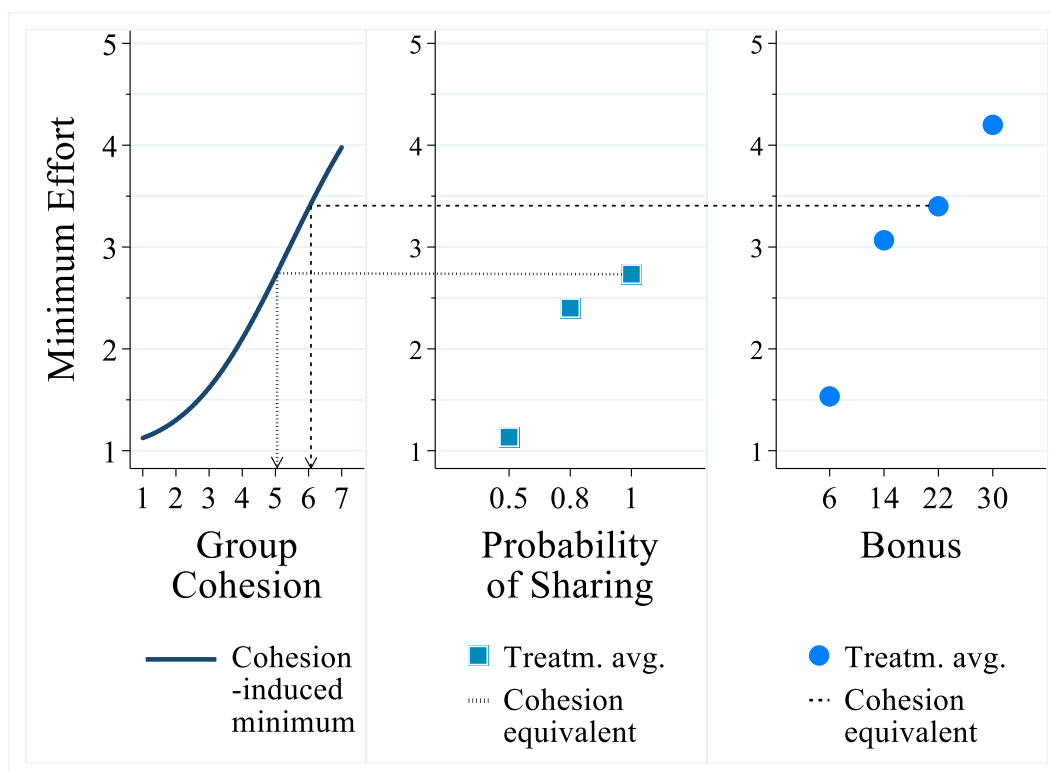 Minimum Effort
5
4
3
2
1
1 2 3 4 5 6 7
Group
Cohesion
Cohesion
-induced
minimum
5
4
3
2
1
0.5 0.8 1
Probability
of Sharing
Treatm. avg.
Cohesion
equivalent
5
4
3
2
1
6 14 22 30
Bonus
Treatm. avg.
Cohesion
equivalent